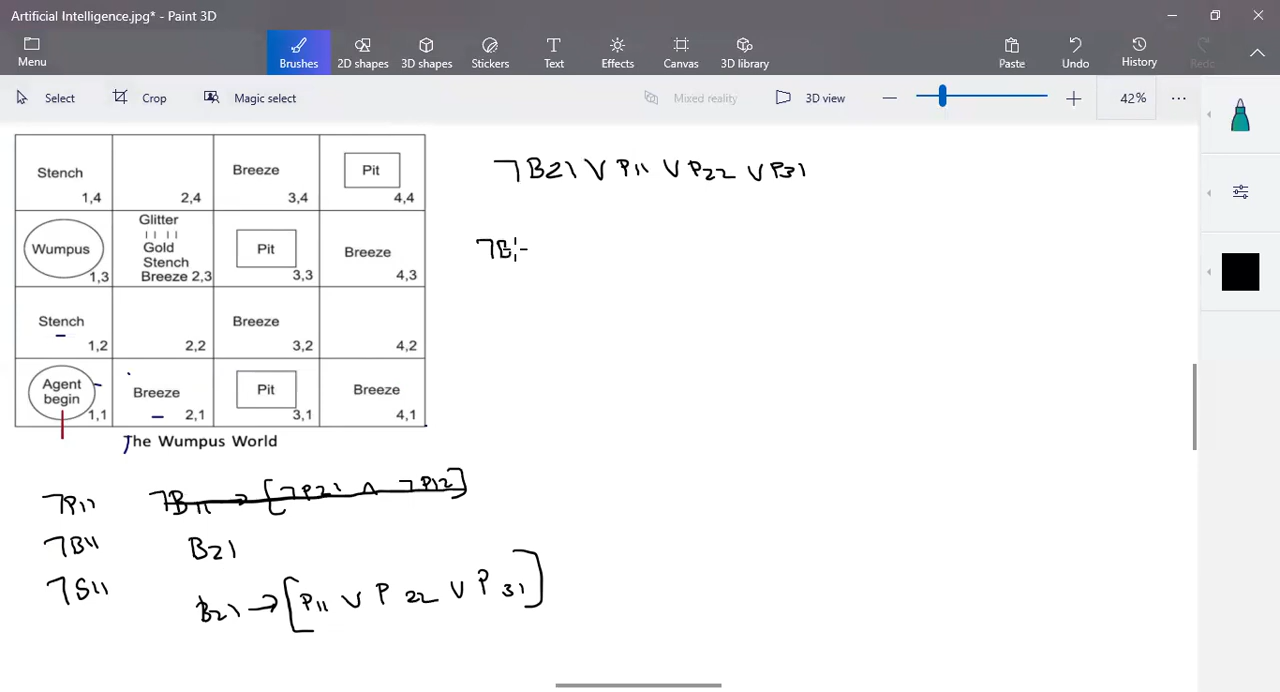 Artificial Intelligence.jpg* - Paint 3D
Menu Brushes 2D shapes 3D shapes Stickers Text Effects Canvas 3D library Paste Undo History Redo
Select Crop Magic select Mixed reality 3D view 42%
Stench 1,4
2,4
Breeze 3,4
Pit 4,4
Wumpus 1,3
Glitter
Gold
Stench
Breeze 2,3
Pit 3,3
Breeze 4,3
Stench 1,2
2,2
Breeze 3,2
4,2
Agent
begin 1,1
Breeze 2,1
Pit 3,1
Breeze 4,1
The Wumpus World
¬B21 ∨ P11 ∨ P22 ∨ P31
¬P11
¬B11 → [¬P21 ∧ ¬P12]
¬B11
B21
¬S11
B21 → [P11 ∨ P22 ∨ P31]